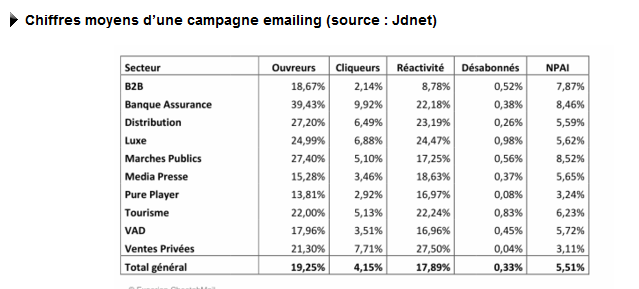 Chiffres moyens d’une campagne emailing (source : Jdnet)
Secteur Ouvreurs Cliqueurs Réactivité Désabonnés NPAI
B2B 18,67% 2,14% 8,78% 0,52% 7,87%
Banque Assurance 39,43% 9,92% 22,18% 0,38% 8,46%
Distribution 27,20% 6,49% 23,19% 0,26% 5,59%
Luxe 24,99% 6,88% 24,47% 0,98% 5,62%
Marches Publics 27,40% 5,10% 17,25% 0,56% 8,52%
Media Presse 15,28% 3,46% 18,63% 0,37% 5,65%
Pure Player 13,81% 2,92% 16,97% 0,08% 3,24%
Tourisme 22,00% 5,13% 22,24% 0,83% 6,23%
VAD 17,96% 3,51% 16,96% 0,45% 5,72%
Ventes Privées 21,30% 7,71% 27,50% 0,04% 3,11%
Total général 19,25% 4,15% 17,89% 0,33% 5,51%